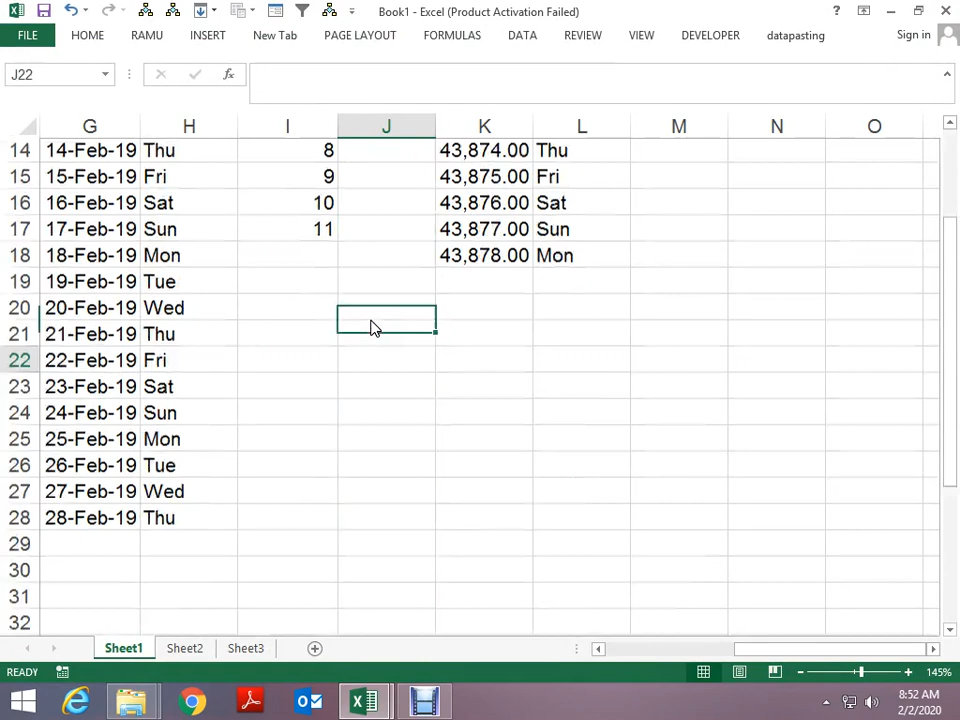 Book1 - Excel (Product Activation Failed)
?
FILE HOME RAMU INSERT New Tab PAGE LAYOUT FORMULAS DATA REVIEW VIEW DEVELOPER datapasting Sign in
J22 fx
G H I J K L M N O
14 14-Feb-19 Thu 8 43,874.00 Thu
15 15-Feb-19 Fri 9 43,875.00 Fri
16 16-Feb-19 Sat 10 43,876.00 Sat
17 17-Feb-19 Sun 11 43,877.00 Sun
18 18-Feb-19 Mon 43,878.00 Mon
19 19-Feb-19 Tue
20 20-Feb-19 Wed
21 21-Feb-19 Thu
22 22-Feb-19 Fri
23 23-Feb-19 Sat
24 24-Feb-19 Sun
25 25-Feb-19 Mon
26 26-Feb-19 Tue
27 27-Feb-19 Wed
28 28-Feb-19 Thu
29
30
31
32
Sheet1 Sheet2 Sheet3
READY 145%
8:52 AM
2/2/2020